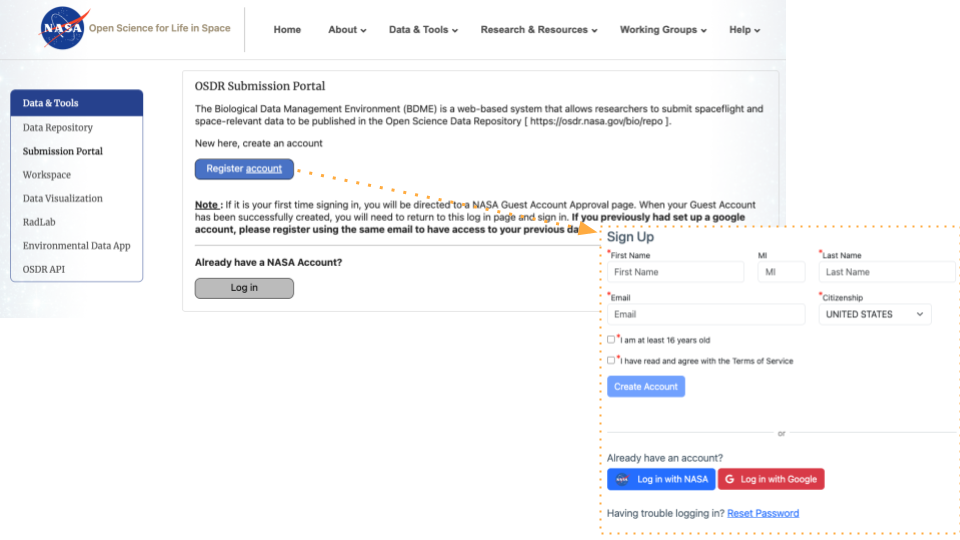 NASA Open Science for Life in Space
Home About Data & Tools Research & Resources Working Groups Help
Data & Tools
Data Repository
Submission Portal
Workspace
Data Visualization
RadLab
Environmental Data App
OSDR API
OSDR Submission Portal
The Biological Data Management Environment (BDME) is a web-based system that allows researchers to submit spaceflight and
space-relevant data to be published in the Open Science Data Repository [ https://osdr.nasa.gov/bio/repo ].
New here, create an account
Register account
Note : If it is your first time signing in, you will be directed to a NASA Guest Account Approval page. When your Guest Account
has been successfully created, you will need to return to this log in page and sign in. If you previously had set up a google
account, please register using the same email to have access to your previous da
Already have a NASA Account?
Log in
Sign Up
*First Name MI *Last Name
First Name MI Last Name
*Email *Citizenship
Email UNITED STATES
*I am at least 16 years old
*I have read and agree with the Terms of Service
Create Account
or
Already have an account?
NASA Log in with NASA G Log in with Google
Having trouble logging in? Reset Password